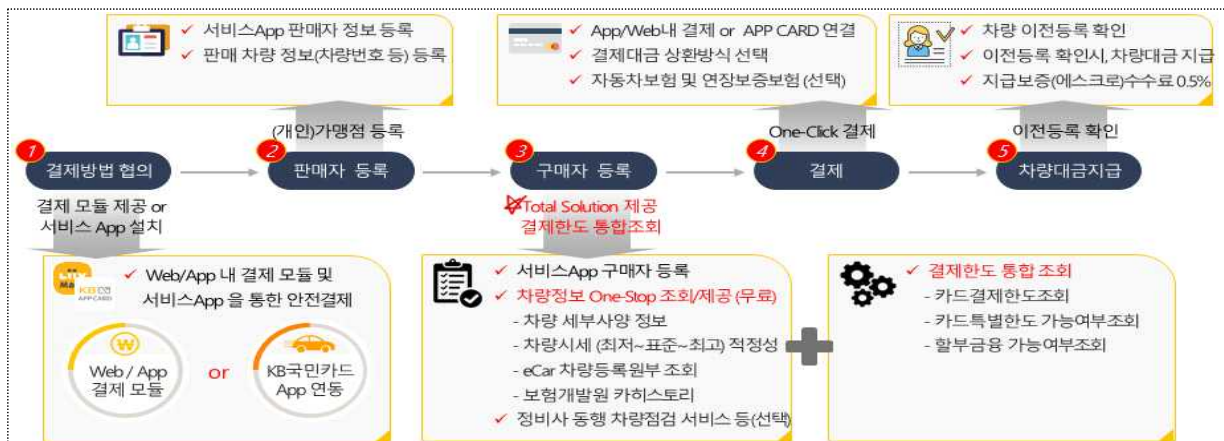 ✓ 서비스App 판매자 정보 등록
✓ 판매 차량 정보(차량번호 등) 등록
✓ App/Web내 결제 or APP CARD 연결
✓ 결제대금 상환방식 선택
✓ 자동차보험 및 연장보증보험 (선택)
✓ 차량 이전등록 확인
✓ 이전등록 확인시, 차량대금 지급
✓ 지급보증(에스크로)수수료 0.5%
(개인)가맹점 등록
One-Click 결제
이전등록 확인
1
결제방법 협의
2
판매자 등록
3
구매자 등록
4
결제
5
차량대금지급
결제 모듈 제공 or
서비스 App 설치
Total Solution 제공
결제한도 통합조회
KB
APP CARD
✓ Web/App 내 결제 모듈 및
서비스App 을 통한 안전결제
Web / App
결제 모듈
or
KB국민카드
App 연동
✓ 서비스App 구매자 등록
✓ 차량정보 One-Stop 조회/제공 (무료)
- 차량 세부사양 정보
- 차량시세 (최저~표준~최고) 적정성
- eCar 차량등록원부 조회
- 보험개발원 카히스토리
✓ 정비사 동행 차량점검 서비스 등(선택)
✓ 결제한도 통합 조회
- 카드결제한도조회
- 카드특별한도 가능여부조회
- 할부금융 가능여부조회